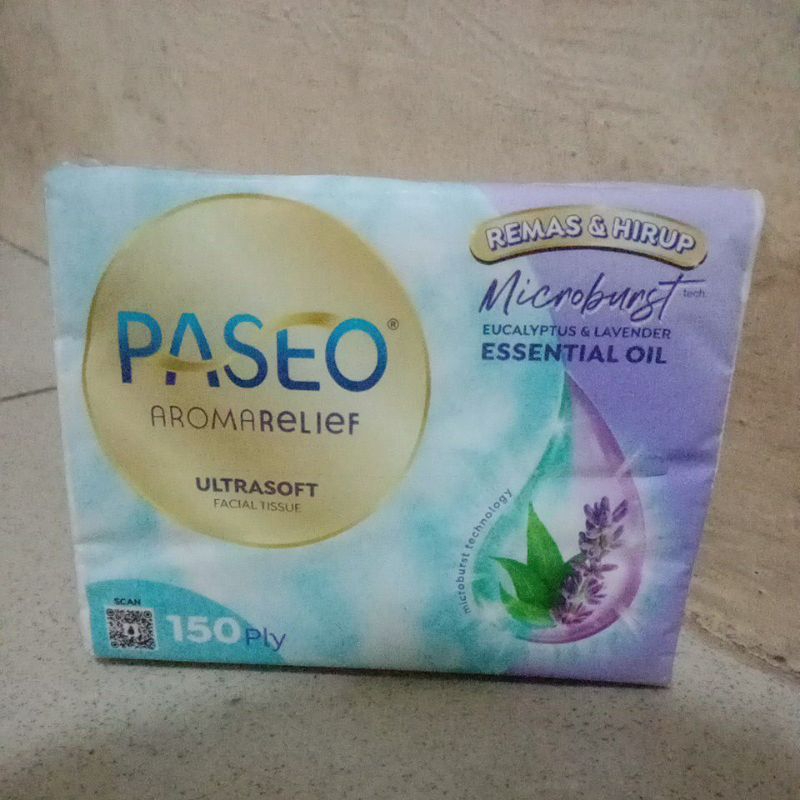 PASEO®
AROMARELIEF
ULTRASOFT
FACIAL TISSUE
SCAN
150 Ply
REMAS & HIRUP
Microburst tech.
EUCALYPTUS & LAVENDER
ESSENTIAL OIL
microburst technology